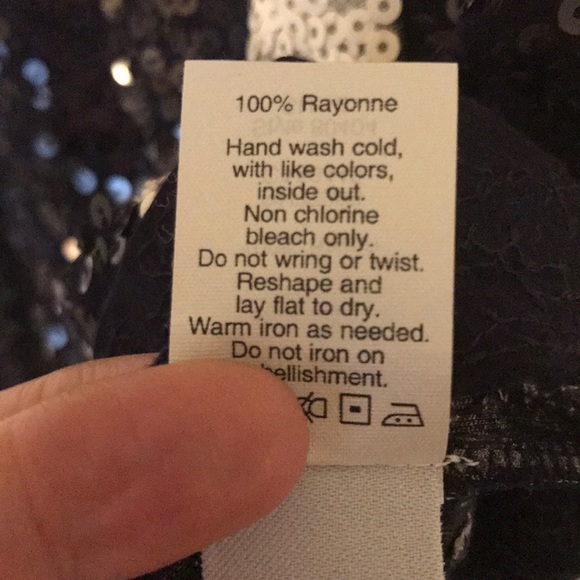 100% Rayonne
Hand wash cold,
with like colors,
inside out.
Non chlorine
bleach only.
Do not wring or twist.
Reshape and
lay flat to dry.
Warm iron as needed.
Do not iron on
bellishment.